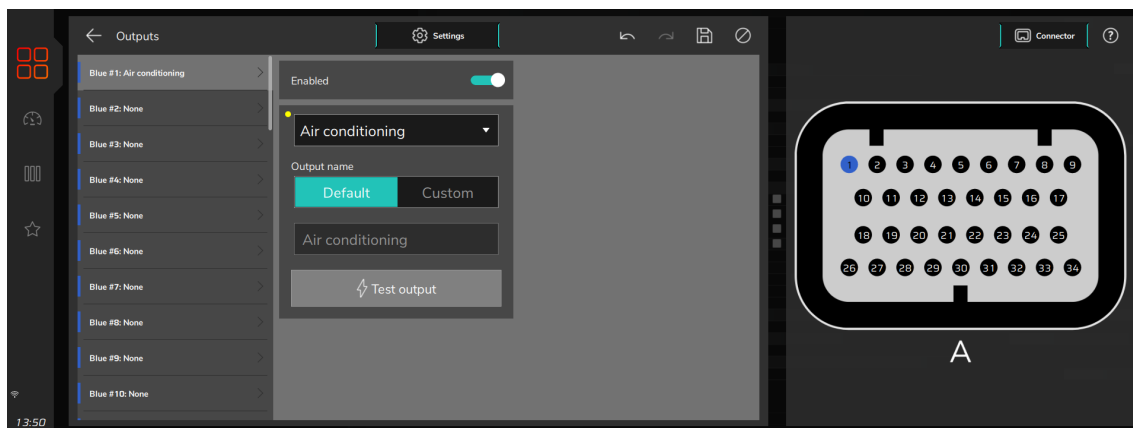 Outputs
Settings
Connector
?
Blue #1: Air conditioning
Blue #2: None
Blue #3: None
Blue #4: None
Blue #5: None
Blue #6: None
Blue #7: None
Blue #8: None
Blue #9: None
Blue #10: None
Enabled
Air conditioning
Output name
Default Custom
Air conditioning
Test output
1 2 3 4 5 6 7 8 9
10 11 12 13 14 15 16 17
18 19 20 21 22 23 24 25
26 27 28 29 30 31 32 33 34
A
13:50